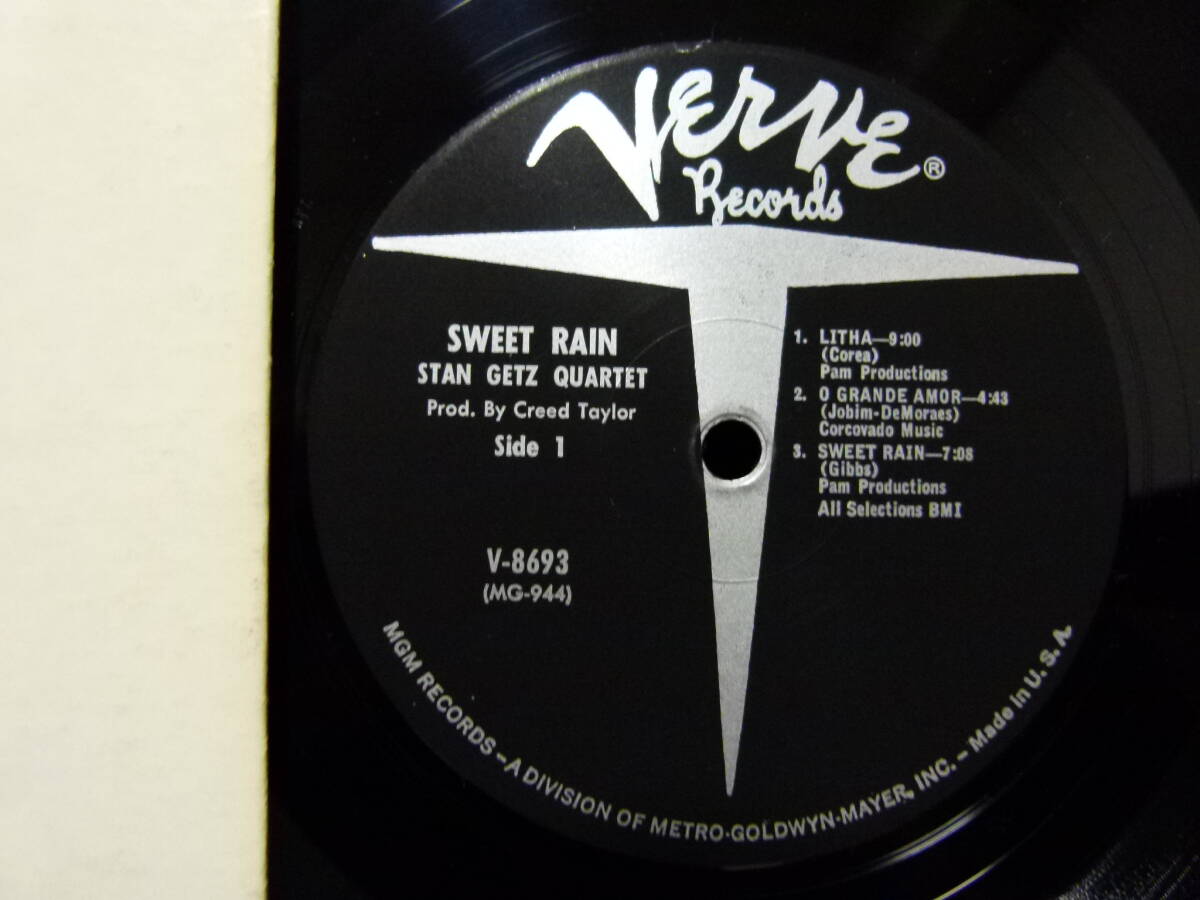 Verve
Records ®
SWEET RAIN
STAN GETZ QUARTET
Prod. By Creed Taylor
Side 1
V-8693
(MG-944)
1. LITHA—9:00
(Corea)
Pam Productions
2. O GRANDE AMOR—4:43
(Jobim-DeMoraes)
Corcovado Music
3. SWEET RAIN—7:08
(Gibbs)
Pam Productions
All Selections BMI
MGM RECORDS – A DIVISION OF METRO-GOLDWYN-MAYER, INC. – Made in U. S. A.